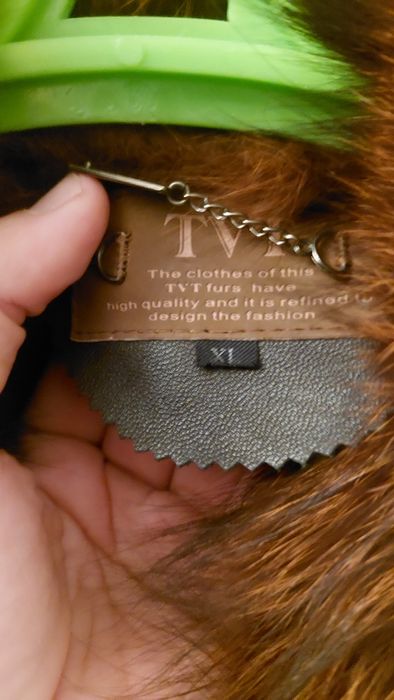 TVT
The clothes of this
TVT furs have
high quality and it is refined to
design the fashion
XL